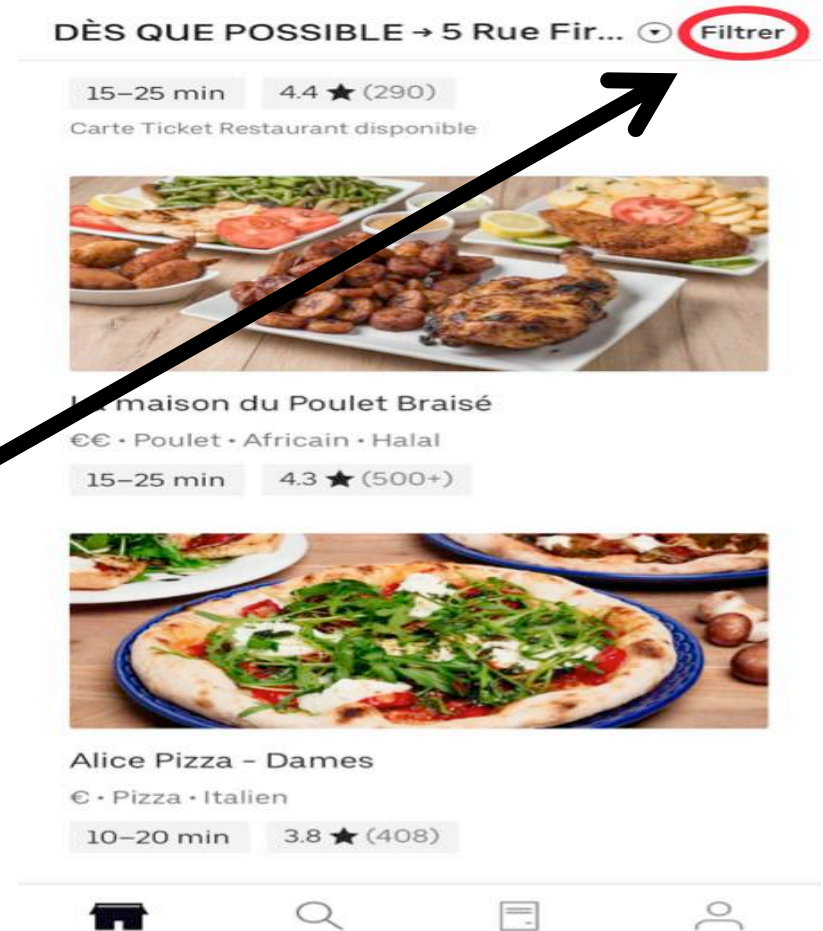 DÈS QUE POSSIBLE → 5 Rue Fir... Filtrer
15–25 min 4.4 ★ (290)
Carte Ticket Restaurant disponible
La maison du Poulet Braisé
€€ • Poulet • Africain • Halal
15–25 min 4.3 ★ (500+)
Alice Pizza - Dames
€ • Pizza • Italien
10–20 min 3.8 ★ (408)